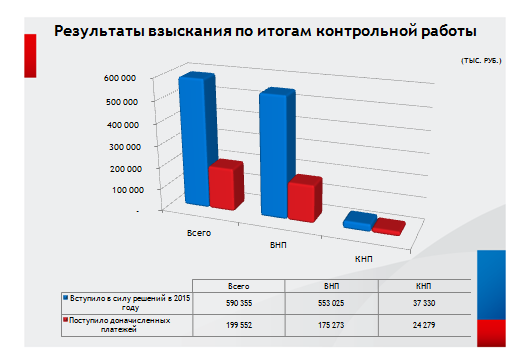 Результаты взыскания по итогам контрольной работы
(ТЫС. РУБ.)
600 000
500 000
400 000
300 000
200 000
100 000
-
Всего
ВНП
КНП
Всего ВНП КНП
Вступило в силу решений в 2015 году 590 355 553 025 37 330
Поступило доначисленных платежей 199 552 175 273 24 279